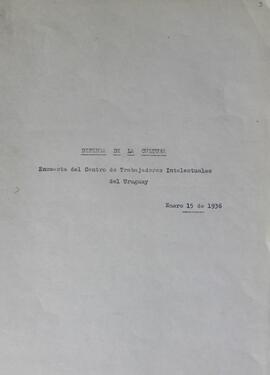 DEFENSA DE LA CULTURA
Encuesta del Centro de Trabajadores Intelectuales
del Uruguay
Enero 15 de 1936